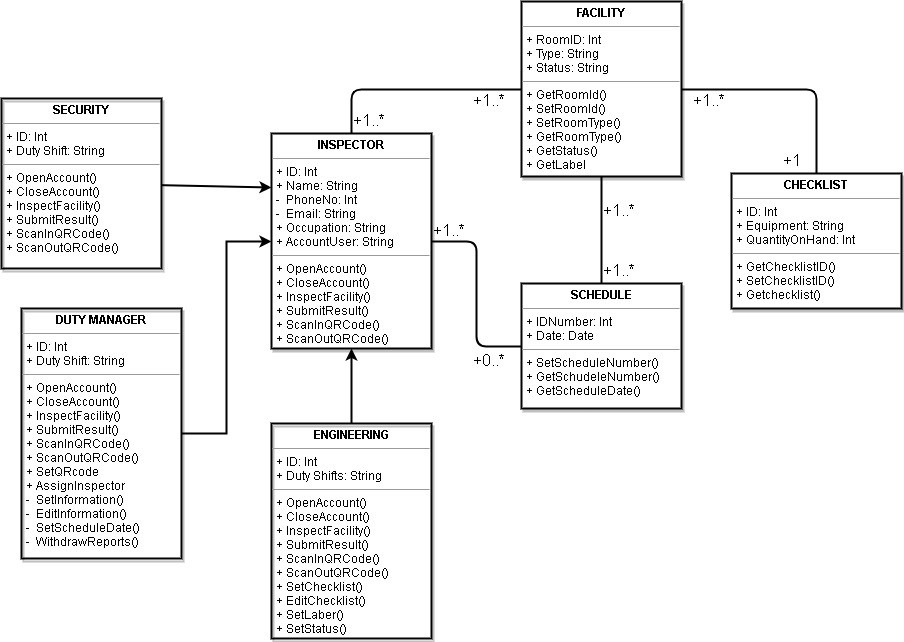 FACILITY
+ RoomID: Int
+ Type: String
+ Status: String
+ GetRoomId()
+ SetRoomId()
+ SetRoomType()
+ GetRoomType()
+ GetStatus()
+ GetLabel
+1..*
+1..*
+1..*
+1
+1..*
+1..*
+1..*
+0..*
SECURITY
+ ID: Int
+ Duty Shift: String
+ OpenAccount()
+ CloseAccount()
+ InspectFacility()
+ SubmitResult()
+ ScanInQRCode()
+ ScanOutQRCode()
INSPECTOR
+ ID: Int
+ Name: String
- PhoneNo: Int
- Email: String
+ Occupation: String
+ AccountUser: String
+ OpenAccount()
+ CloseAccount()
+ InspectFacility()
+ SubmitResult()
+ ScanInQRCode()
+ ScanOutQRCode()
CHECKLIST
+ ID: Int
+ Equipment: String
+ QuantityOnHand: Int
+ GetChecklistID()
+ SetChecklistID()
+ Getchecklist()
SCHEDULE
+ IDNumber: Int
+ Date: Date
+ SetScheduleNumber()
+ GetSchudeleNumber()
+ GetScheduleDate()
DUTY MANAGER
+ ID: Int
+ Duty Shift: String
+ OpenAccount()
+ CloseAccount()
+ InspectFacility()
+ SubmitResult()
+ ScanInQRCode()
+ ScanOutQRCode()
+ SetQRcode
+ AssignInspector
- SetInformation()
- EditInformation()
- SetScheduleDate()
- WithdrawReports()
ENGINEERING
+ ID: Int
+ Duty Shifts: String
+ OpenAccount()
+ CloseAccount()
+ InspectFacility()
+ SubmitResult()
+ ScanInQRCode()
+ ScanOutQRCode()
+ SetChecklist()
+ EditChecklist()
+ SetLaber()
+ SetStatus()